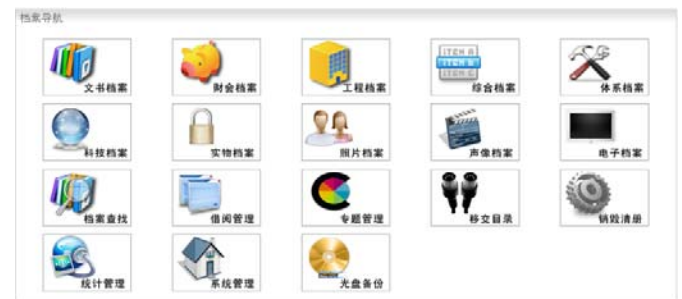 档案导航
文书档案
财会档案
工程档案
ITEM A
ITEM B
ITEM C
综合档案
体系档案
科技档案
实物档案
照片档案
声像档案
电子档案
档案查找
借阅管理
专题管理
移交目录
销毁清册
统计管理
系统管理
光盘备份